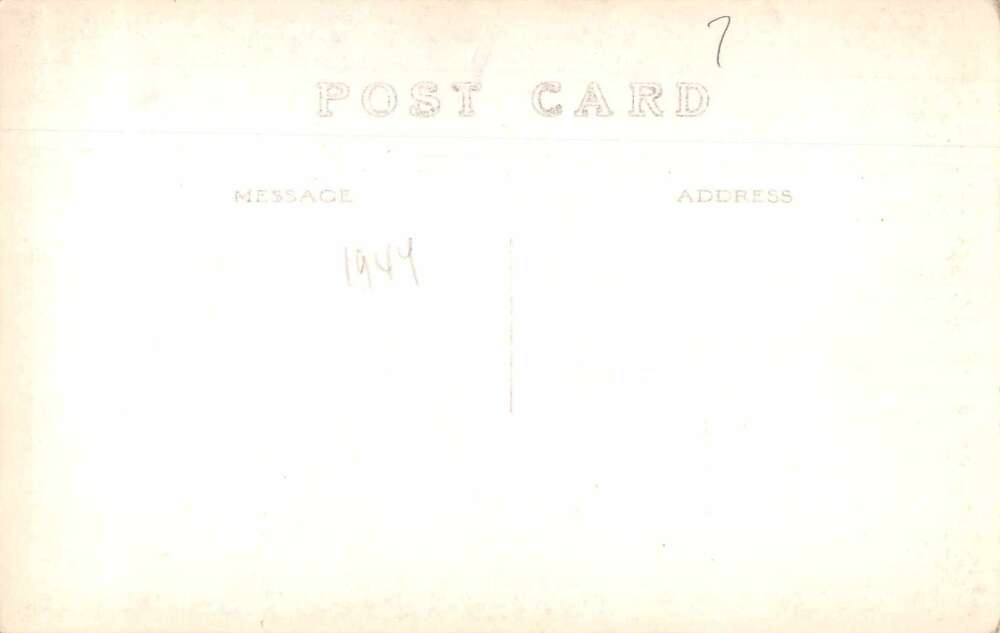 7
POST CARD
MESSAGE ADDRESS
1944